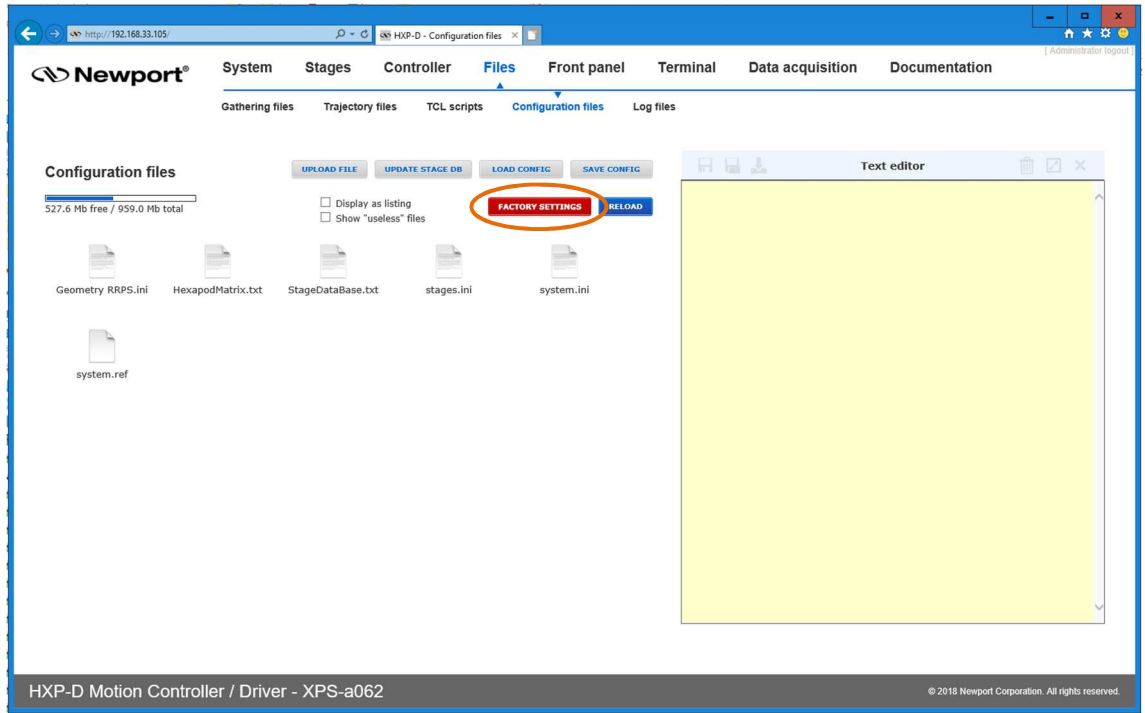 http://192.168.33.105/
HXP-D - Configuration files
[ Administrator logout ]
Newport®
System Stages Controller Files Front panel Terminal Data acquisition Documentation
Gathering files Trajectory files TCL scripts Configuration files Log files
Configuration files
UPLOAD FILE UPDATE STAGE DB LOAD CONFIG SAVE CONFIG
Text editor
527.6 Mb free / 959.0 Mb total
Display as listing
Show "useless" files
FACTORY SETTINGS RELOAD
Geometry RRPS.ini HexapodMatrix.txt StageDataBase.txt stages.ini system.ini
system.ref
HXP-D Motion Controller / Driver - XPS-a062
© 2018 Newport Corporation. All rights reserved.